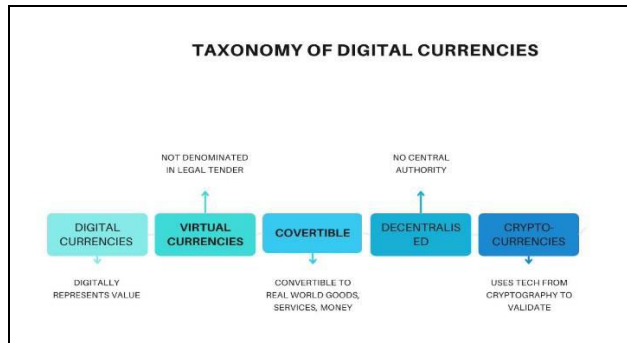 TAXONOMY OF DIGITAL CURRENCIES
NOT DENOMINATED
IN LEGAL TENDER
NO CENTRAL
AUTHORITY
DIGITAL
CURRENCIES
VIRTUAL
CURRENCIES
COVERTIBLE
DECENTRALIS
ED
CRYPTO-
CURRENCIES
DIGITALLY
REPRESENTS VALUE
CONVERTIBLE TO
REAL WORLD GOODS,
SERVICES, MONEY
USES TECH FROM
CRYPTOGRAPHY TO
VALIDATE